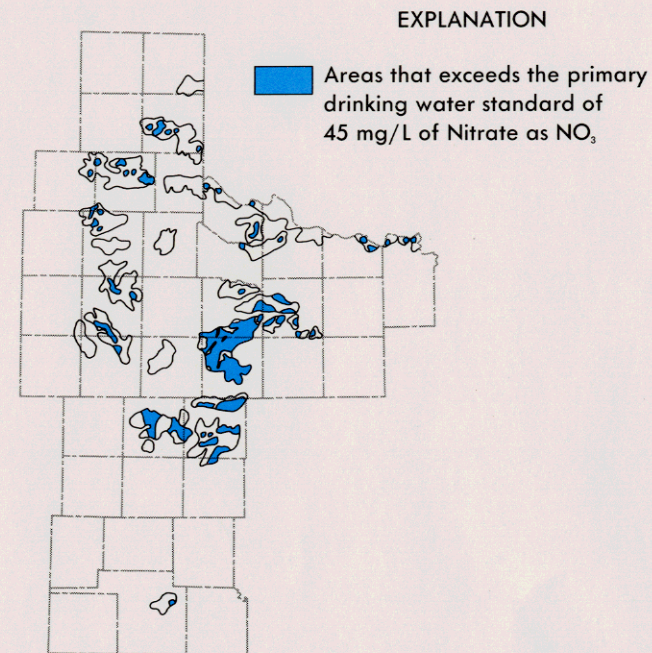 EXPLANATION
Areas that exceeds the primary
drinking water standard of
45 mg/L of Nitrate as NO₃